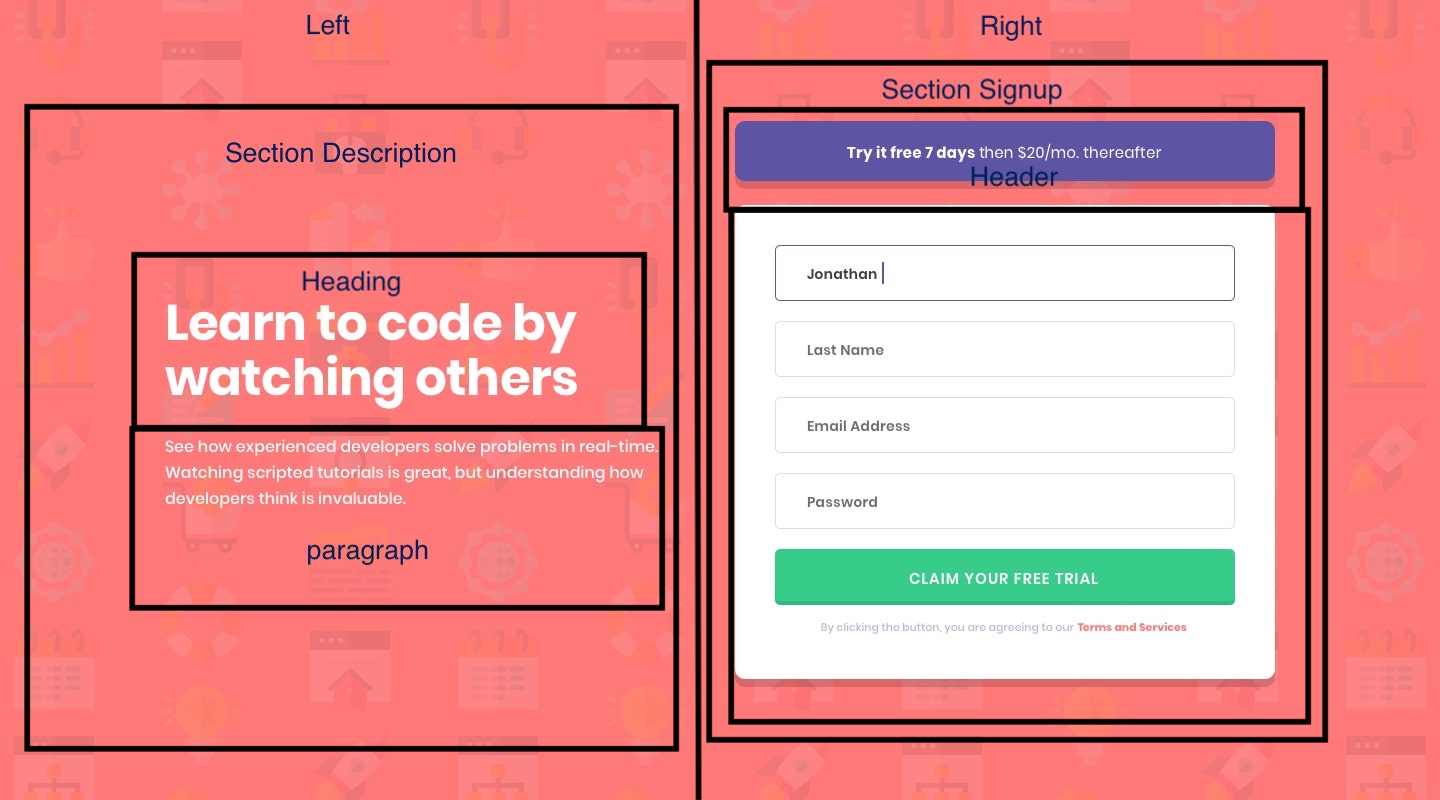 Left
Section Description
Heading
Learn to code by
watching others
See how experienced developers solve problems in real-time.
Watching scripted tutorials is great, but understanding how
developers think is invaluable.
paragraph
Right
Section Signup
Try it free 7 days then $20/mo. thereafter
Header
Jonathan
Last Name
Email Address
Password
CLAIM YOUR FREE TRIAL
By clicking the button, you are agreeing to our Terms and Services